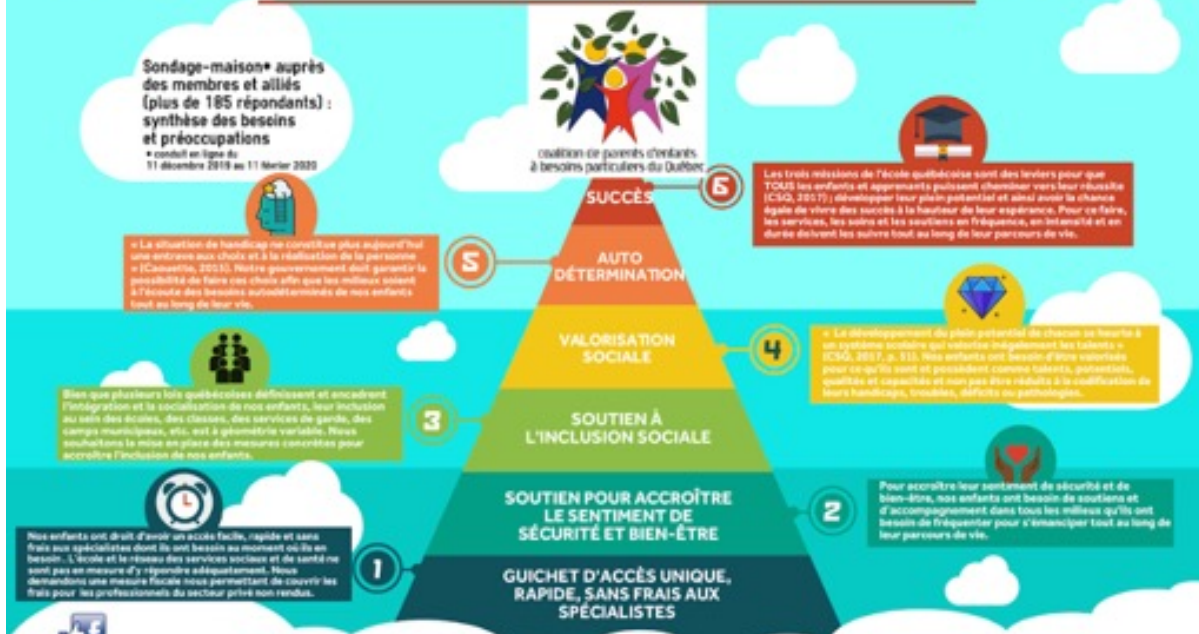 Sondage-maison* auprès
des membres et alliés
(plus de 185 répondants) :
synthèse des besoins
et préoccupations
* conduit en ligne du
11 décembre 2019 au 11 février 2020
coalition de parents d'enfants
à besoins particuliers du Québec
SUCCÈS
6
Les trois missions de l'école québécoise sont des leviers pour que
TOUS les enfants et apprenants puissent cheminer vers leur réussite
(CSQ, 2017) ; développer leur plein potentiel et ainsi avoir la chance
égale de vivre des succès à la hauteur de leur espérance. Pour ce faire,
les services, les soins et les soutiens en fréquence, en intensité et en
durée doivent les suivre tout au long de leur parcours de vie.
« La situation de handicap ne constitue plus aujourd'hui
une entrave aux choix et à la réalisation de la personne
» (Caouette, 2015). Notre gouvernement doit garantir la
possibilité de faire ces choix afin que les milieux soient
à l'écoute des besoins autodéterminés de nos enfants
tout au long de leur vie.
5
AUTO
DÉTERMINATION
VALORISATION
SOCIALE
4
« Le développement du plein potentiel de chacun se heurte à
un système scolaire qui valorise inégalement les talents »
(CSQ, 2017, p. 51). Nos enfants ont besoin d'être valorisés
pour ce qu'ils sont et possèdent comme talents, potentiels,
qualités et capacités et non pas être réduits à la codification de
leurs handicaps, troubles, déficits ou pathologies.
Bien que plusieurs lois québécoises définissent et encadrent
l'intégration et la socialisation de nos enfants, leur inclusion
au sein des écoles, des classes, des services de garde, des
camps municipaux, etc. est à géométrie variable. Nous
souhaitons la mise en place des mesures concrètes pour
accroître l'inclusion de nos enfants.
3
SOUTIEN À
L'INCLUSION SOCIALE
SOUTIEN POUR ACCROÎTRE
LE SENTIMENT DE
SÉCURITÉ ET BIEN-ÊTRE
2
Pour accroître leur sentiment de sécurité et de
bien-être, nos enfants ont besoin de soutiens et
d'accompagnement dans tous les milieux qu'ils ont
besoin de fréquenter pour s'émanciper tout au long de
leur parcours de vie.
Nos enfants ont droit d'avoir un accès facile, rapide et sans
frais aux spécialistes dont ils ont besoin au moment où ils en
besoin. L'école et le réseau des services sociaux et de santé ne
sont pas en mesure d'y répondre adéquatement. Nous
demandons une mesure fiscale nous permettant de couvrir les
frais pour les professionnels du secteur privé non rendus.
1
GUICHET D'ACCÈS UNIQUE,
RAPIDE, SANS FRAIS AUX
SPÉCIALISTES